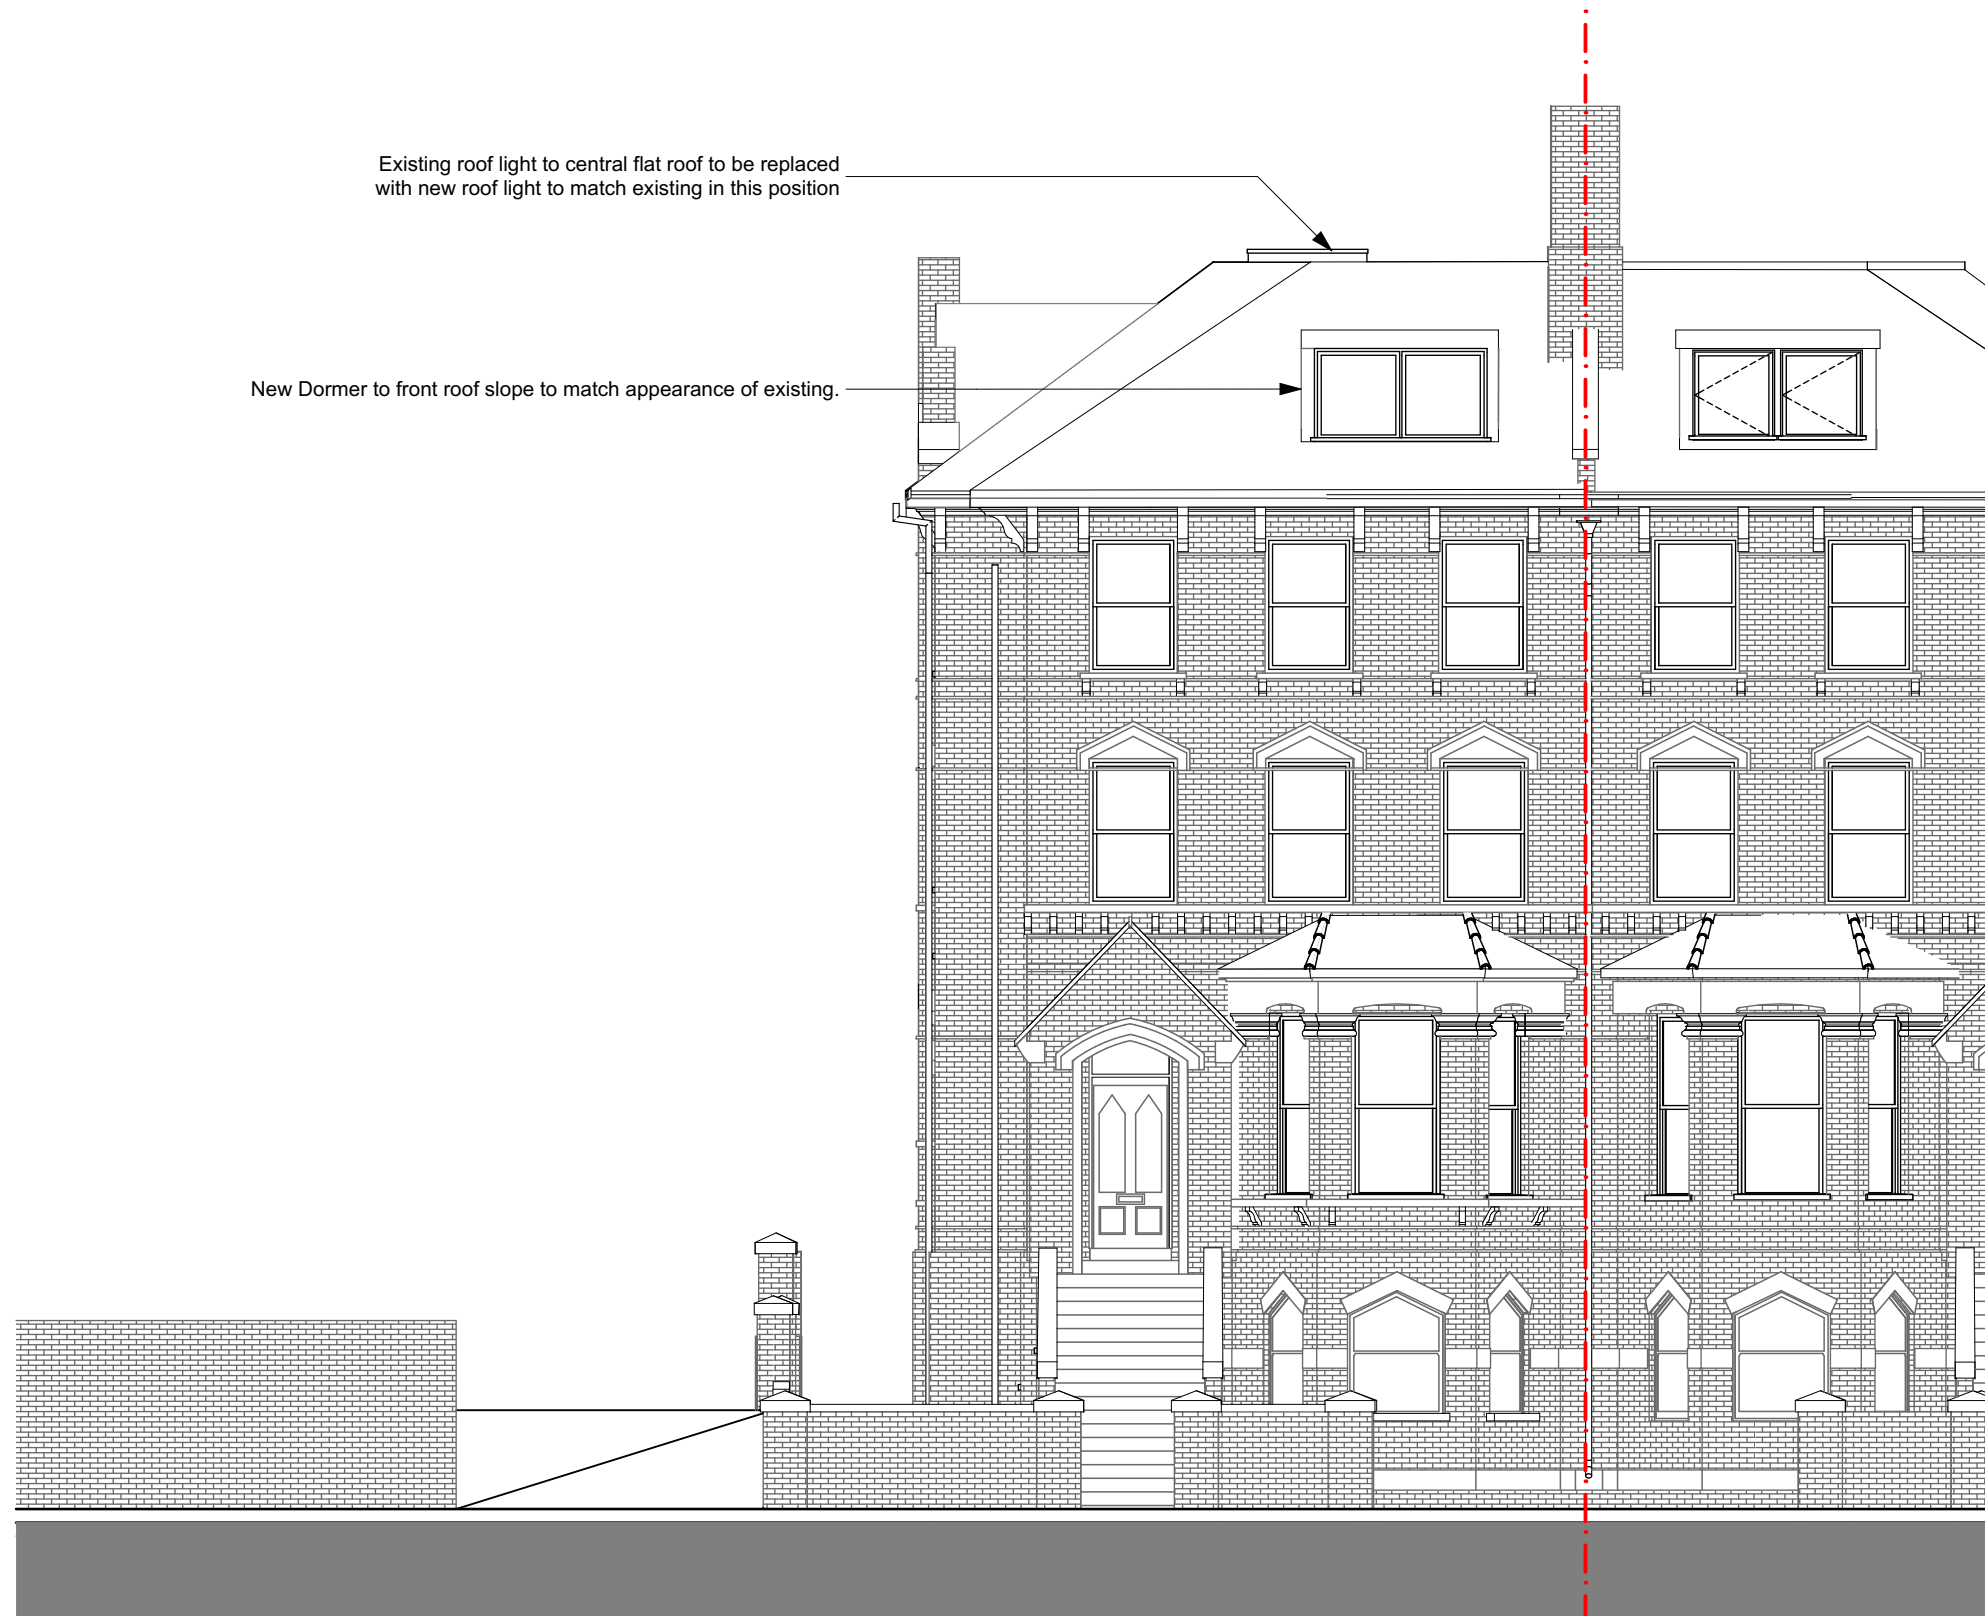 Existing roof light to central flat roof to be replaced
with new roof light to match existing in this position
New Dormer to front roof slope to match appearance of existing.